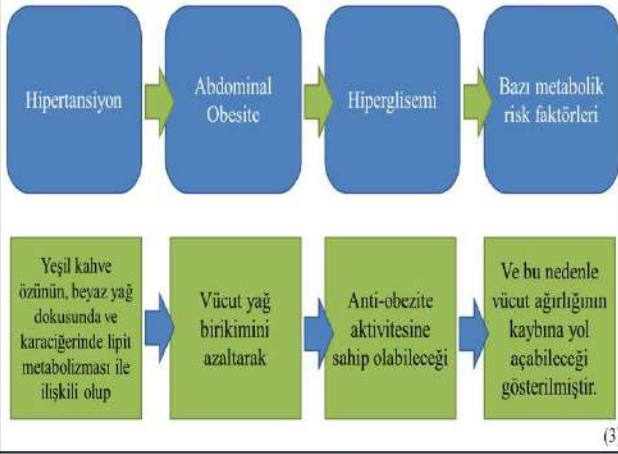 Hipertansiyon
Abdominal
Obesite
Hiperglisemi
Bazı metabolik
risk faktörleri
Yeşil kahve
özünün, beyaz yağ
dokusunda ve
karaciğerinde lipit
metabolizması ile
ilişkili olup
Vücut yağ
birikimini
azaltarak
Anti-obezite
aktivitesine
sahip olabileceği
Ve bu nedenle
vücut ağırlığının
kaybına yol
açabileceği
gösterilmiştir.
(3)